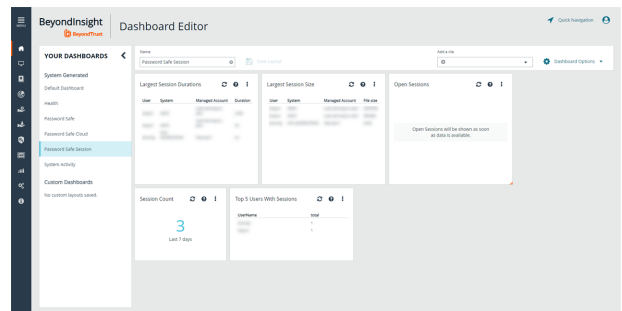 MENU
BeyondInsight
BeyondTrust
Dashboard Editor
Quick Navigation
YOUR DASHBOARDS
System Generated
Default Dashboard
Health
Password Safe
Password Safe Cloud
Password Safe Session
System Activity
Custom Dashboards
No custom layouts saved.
Name
Password Safe Session
Save Layout
Add a tile
Dashboard Options
Largest Session Durations
User System Managed Account Duration
Largest Session Size
User System Managed Account File size
Open Sessions
Open Sessions will be shown as soon
as data is available.
Session Count
3
Last 7 days
Top 5 Users With Sessions
UserName total
1
1